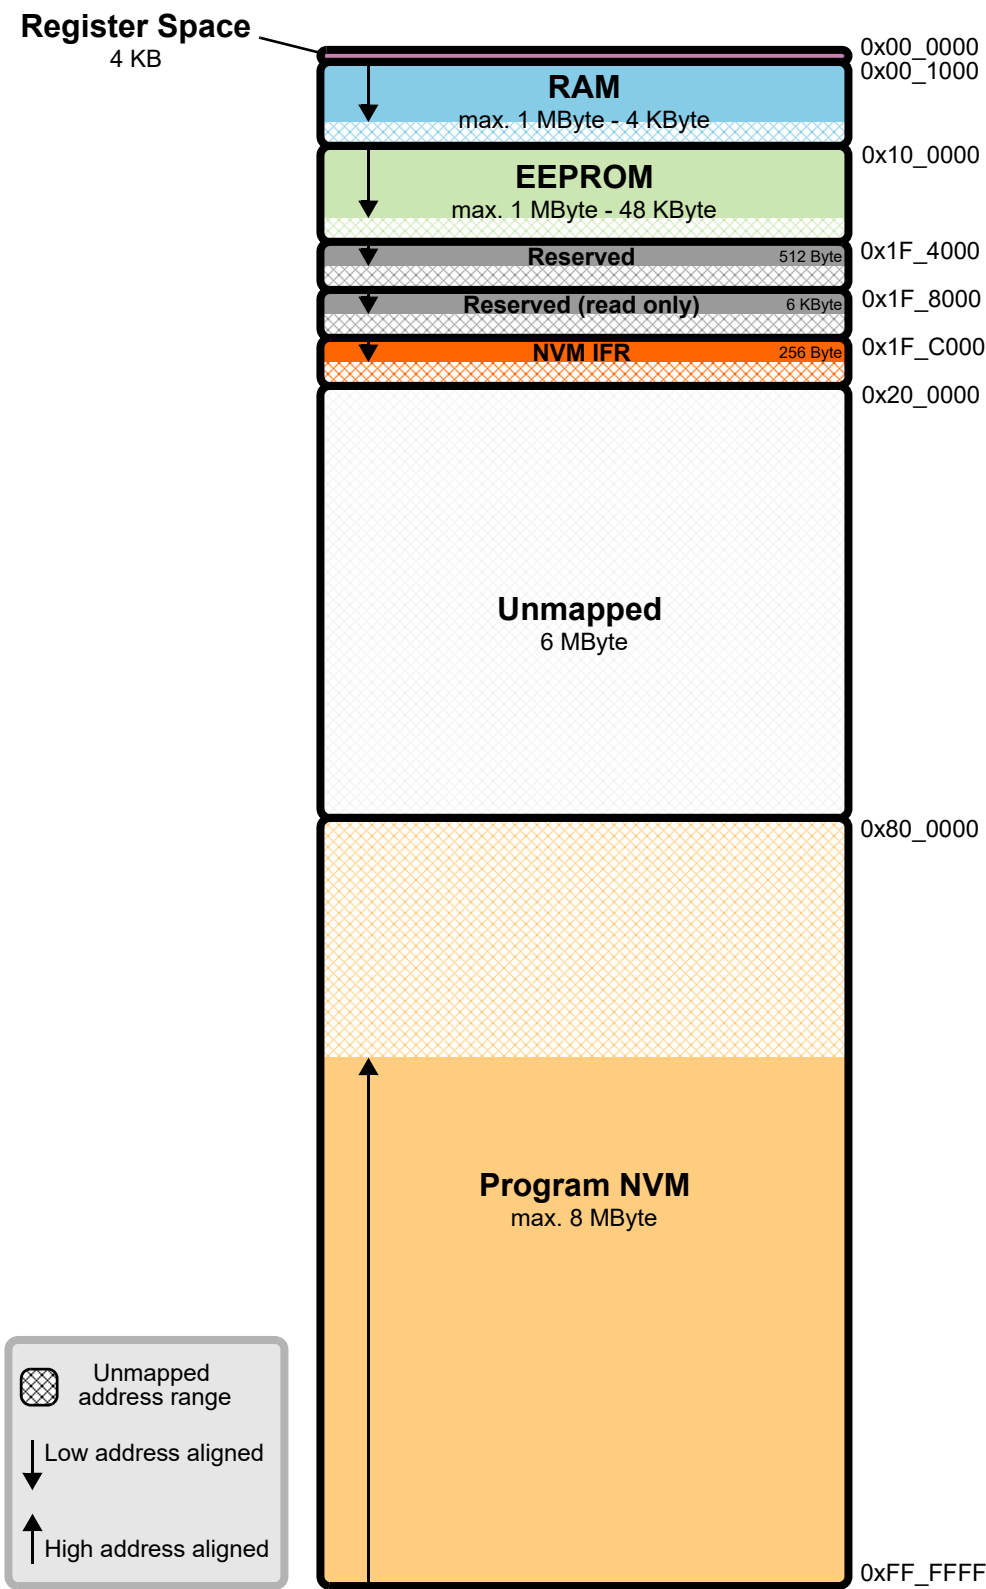 Register Space
4 KB
0x00_0000
0x00_1000
RAM
max. 1 MByte - 4 KByte
0x10_0000
EEPROM
max. 1 MByte - 48 KByte
0x1F_4000
Reserved
512 Byte
0x1F_8000
Reserved (read only)
6 KByte
0x1F_C000
NVM IFR
256 Byte
0x20_0000
Unmapped
6 MByte
0x80_0000
Program NVM
max. 8 MByte
0xFF_FFFF
Unmapped
address range
Low address aligned
High address aligned